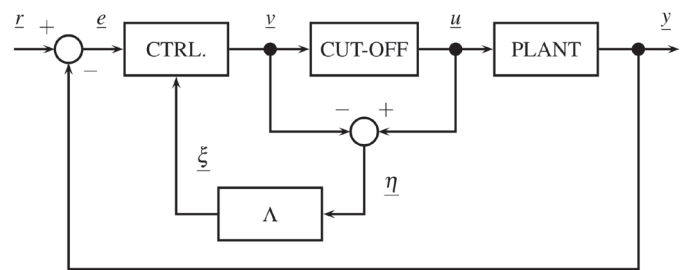 r + e CTRL. v CUT-OFF u PLANT y
−
− +
ξ η
Λ